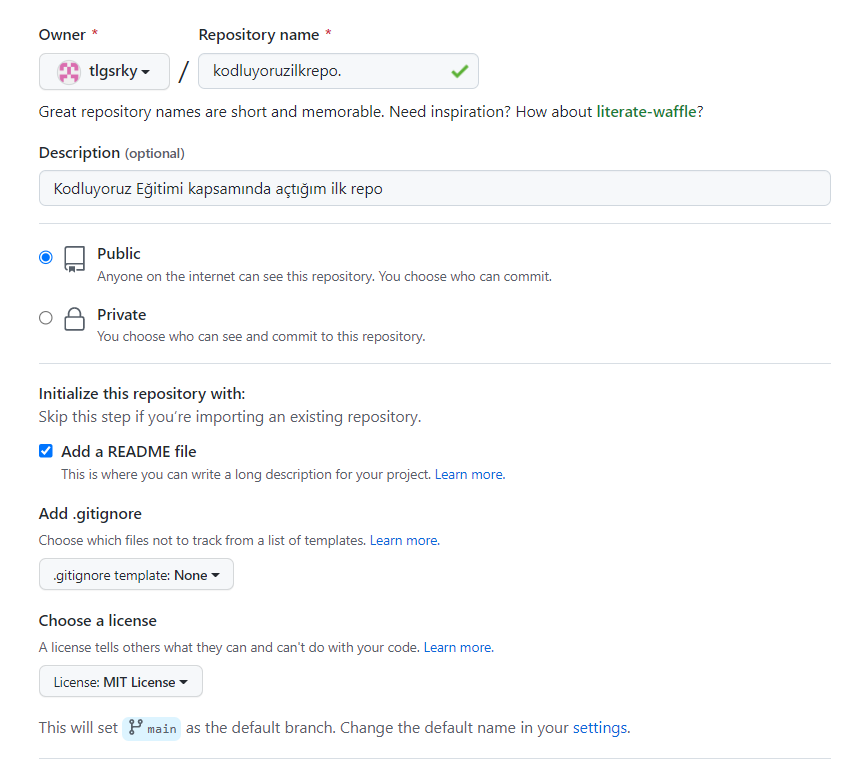 Owner *
Repository name *
tlgsrky / kodluyoruzilkrepo.
Great repository names are short and memorable. Need inspiration? How about literate-waffle?
Description (optional)
Kodluyoruz Eğitimi kapsamında açtığım ilk repo
Public
Anyone on the internet can see this repository. You choose who can commit.
Private
You choose who can see and commit to this repository.
Initialize this repository with:
Skip this step if you’re importing an existing repository.
Add a README file
This is where you can write a long description for your project. Learn more.
Add .gitignore
Choose which files not to track from a list of templates. Learn more.
.gitignore template: None
Choose a license
A license tells others what they can and can't do with your code. Learn more.
License: MIT License
This will set main as the default branch. Change the default name in your settings.